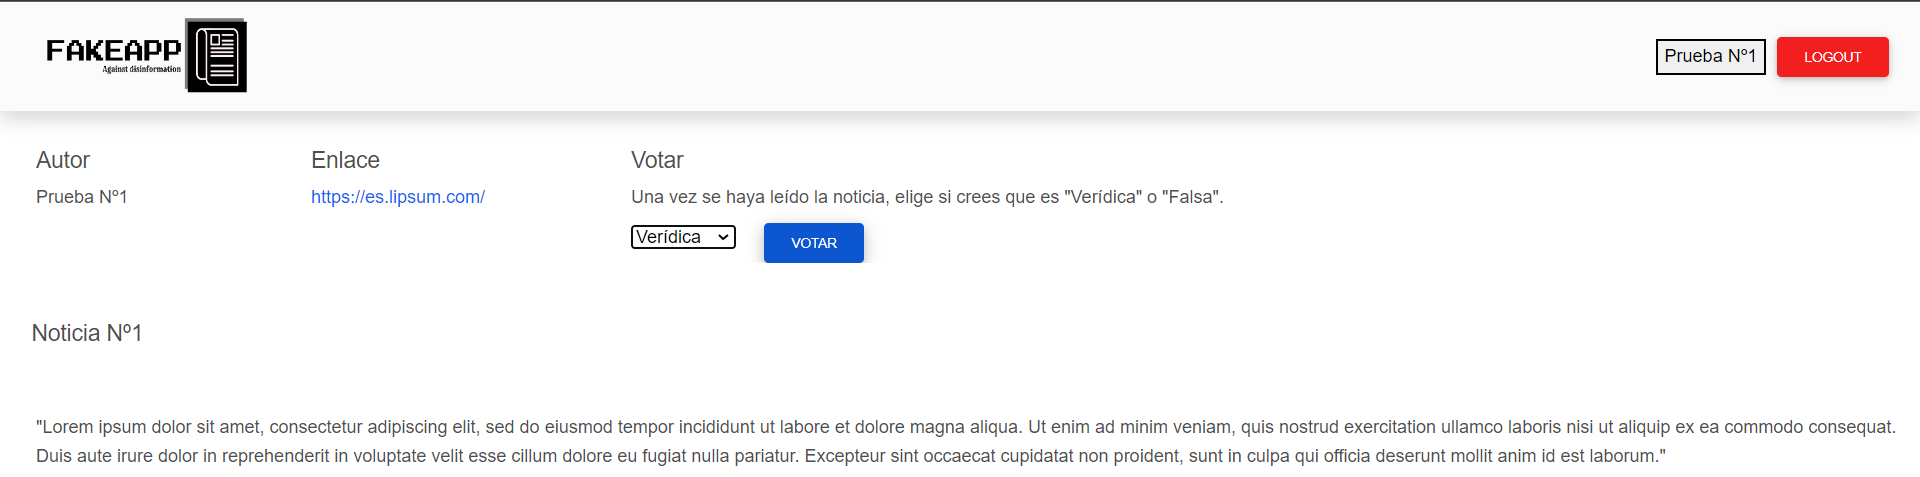 FAKEAPP
Against disinformation
Prueba Nº1
LOGOUT
Autor
Prueba Nº1
Enlace
https://es.lipsum.com/
Votar
Una vez se haya leído la noticia, elige si crees que es "Verídica" o "Falsa".
Verídica
VOTAR
Noticia Nº1
"Lorem ipsum dolor sit amet, consectetur adipiscing elit, sed do eiusmod tempor incididunt ut labore et dolore magna aliqua. Ut enim ad minim veniam, quis nostrud exercitation ullamco laboris nisi ut aliquip ex ea commodo consequat.
Duis aute irure dolor in reprehenderit in voluptate velit esse cillum dolore eu fugiat nulla pariatur. Excepteur sint occaecat cupidatat non proident, sunt in culpa qui officia deserunt mollit anim id est laborum."